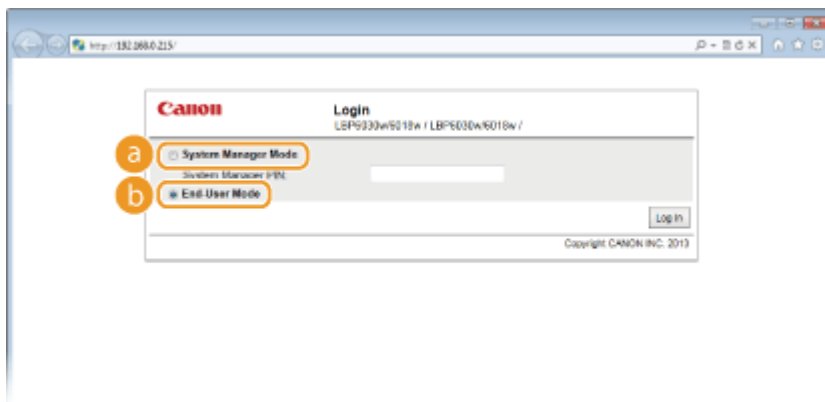 http://192.168.0.215/
Canon
Login
LBP6030w/6018w / LBP6030w/6018w /
a
System Manager Mode
System Manager PIN:
b
End-User Mode
Log In
Copyright CANON INC. 2013